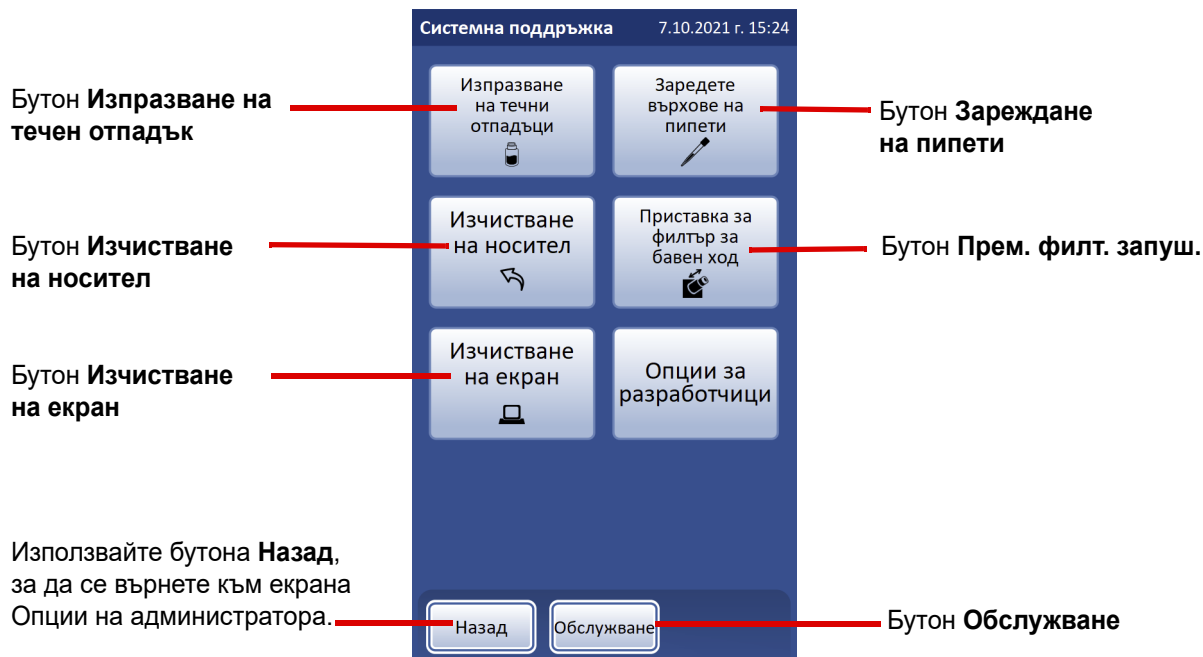 Системна поддръжка 7.10.2021 г. 15:24
Бутон Изпразване на
течен отпадък
Изпразване
на течни
отпадъци
Заредете
върхове на
пипети
Бутон Зареждане
на пипети
Бутон Изчистване
на носител
Изчистване
на носител
Приставка за
филтър за
бавен ход
Бутон Прем. филт. запуш.
Бутон Изчистване
на екран
Изчистване
на екран
Опции за
разработчици
Използвайте бутона Назад,
за да се върнете към екрана
Опции на администратора.
Назад
Обслужване
Бутон Обслужване